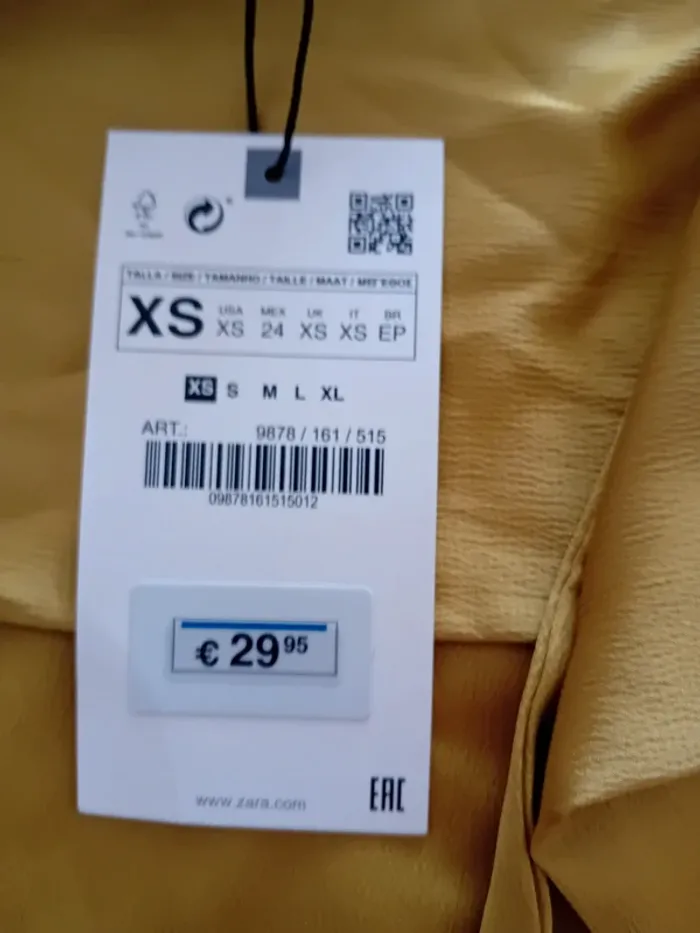 TALLA / SIZE / TAMANHO / TAILLE / MAAT /
XS
USA MEX UK IT BR
XS 24 XS XS EP
XS S M L XL
ART.: 9878 / 161 / 515
09878161515012
€ 29 95
www.zara.com
EAC